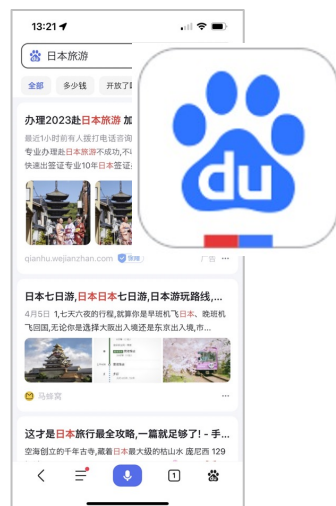 13:21
日本旅游
全部 多少钱
办理2023赴日本旅游 加
最近1小时前有人拨打电话咨询
专业办理赴日本旅游不成功,不
快速出签证专业10年日本签证
qianhu.wejianzhan.com 保障 广告
du
日本七日游,日本日本七日游,日本游玩路线,...
4月5日 1,七天六夜的行程,就算你是早班机飞日本、晚班机
飞回国,无论你是选择大阪出入境还是东京出入境,市...
马蜂窝
这才是日本旅行最全攻略,一篇就足够了! - 手...
空海创立的千年古寺,藏着日本最大级的枯山水 庞尼西 129
1